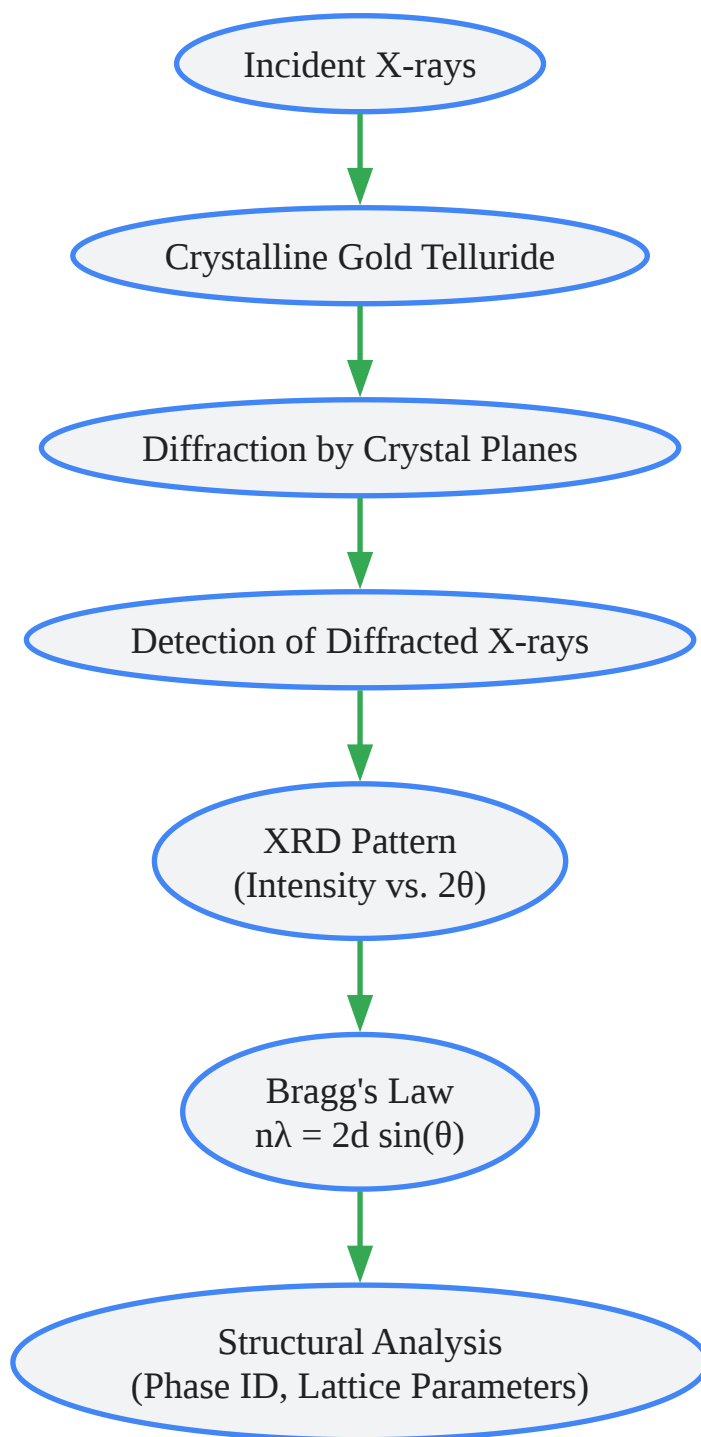 Incident X-rays
Crystalline Gold Telluride
Diffraction by Crystal Planes
Detection of Diffracted X-rays
XRD Pattern
(Intensity vs. 2θ)
Bragg's Law
nλ = 2d sin(θ)
Structural Analysis
(Phase ID, Lattice Parameters)